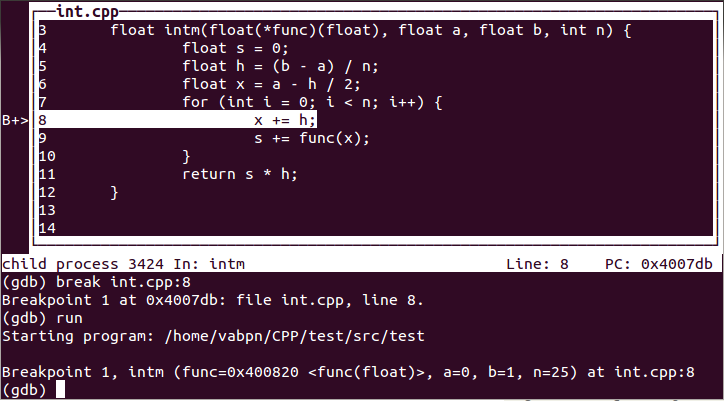 int.cpp
3 float intm(float(*func)(float), float a, float b, int n) {
4 float s = 0;
5 float h = (b - a) / n;
6 float x = a - h / 2;
7 for (int i = 0; i < n; i++) {
B+> 8 x += h;
9 s += func(x);
10 }
11 return s * h;
12 }
13
14
child process 3424 In: intm Line: 8 PC: 0x4007db
(gdb) break int.cpp:8
Breakpoint 1 at 0x4007db: file int.cpp, line 8.
(gdb) run
Starting program: /home/vabpn/CPP/test/src/test
Breakpoint 1, intm (func=0x400820 <func(float)>, a=0, b=1, n=25) at int.cpp:8
(gdb)